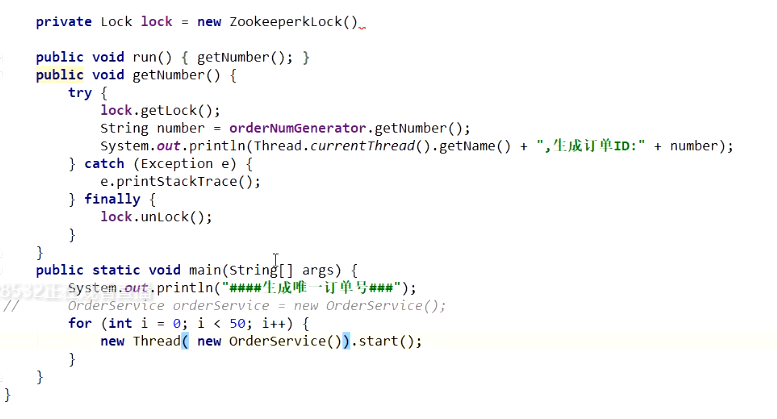 private Lock lock = new ZookeeperkLock()
public void run() { getNumber(); }
public void getNumber() {
try {
lock.getLock();
String number = orderNumGenerator.getNumber();
System.out.println(Thread.currentThread().getName() + ",生成订单ID:" + number);
} catch (Exception e) {
e.printStackTrace();
} finally {
lock.unLock();
}
}
public static void main(String[] args) {
System.out.println("####生成唯一订单号###");
// OrderService orderService = new OrderService();
for (int i = 0; i < 50; i++) {
new Thread( new OrderService()).start();
}
}
}